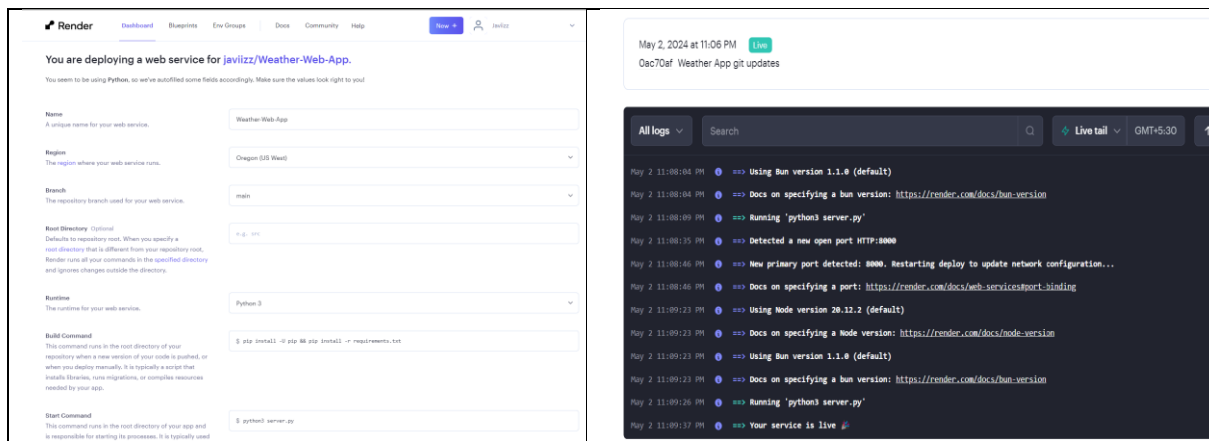 Render
Dashboard
Blueprints
Env Groups
Docs
Community
Help
New +
Javiizz
You are deploying a web service for javiizz/Weather-Web-App.
You seem to be using Python, so we've autofilled some fields accordingly. Make sure the values look right to you!
Name
A unique name for your web service.
Weather-Web-App
Region
The region where your web service runs.
Oregon (US West)
Branch
The repository branch used for your web service.
main
Root Directory Optional
Defaults to repository root. When you specify a
root directory that is different from your repository root,
Render runs all your commands in the specified directory
and ignores changes outside the directory.
e.g. src
Runtime
The runtime for your web service.
Python 3
Build Command
This command runs in the root directory of your
repository when a new version of your code is pushed, or
when you deploy manually. It is typically a script that
installs libraries, runs migrations, or compiles resources
needed by your app.
$ pip install -U pip && pip install -r requirements.txt
Start Command
This command runs in the root directory of your app and
is responsible for starting its processes. It is typically used
$ python3 server.py
May 2, 2024 at 11:06 PM Live
0ac70af Weather App git updates
All logs
Search
Live tail
GMT+5:30
May 2 11:08:04 PM ==> Using Bun version 1.1.0 (default)
May 2 11:08:04 PM ==> Docs on specifying a bun version: https://render.com/docs/bun-version
May 2 11:08:09 PM ==> Running 'python3 server.py'
May 2 11:08:35 PM ==> Detected a new open port HTTP:8000
May 2 11:08:46 PM ==> New primary port detected: 8000. Restarting deploy to update network configuration...
May 2 11:08:46 PM ==> Docs on specifying a port: https://render.com/docs/web-services#port-binding
May 2 11:09:23 PM ==> Using Node version 20.12.2 (default)
May 2 11:09:23 PM ==> Docs on specifying a Node version: https://render.com/docs/node-version
May 2 11:09:23 PM ==> Using Bun version 1.1.0 (default)
May 2 11:09:23 PM ==> Docs on specifying a bun version: https://render.com/docs/bun-version
May 2 11:09:26 PM ==> Running 'python3 server.py'
May 2 11:09:37 PM ==> Your service is live 🎉